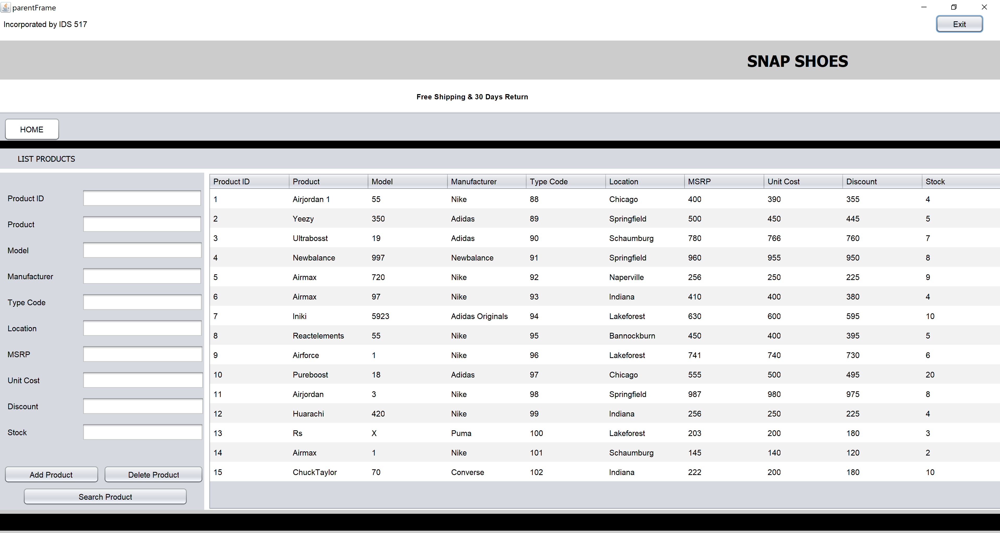 parentFrame
Incorporated by IDS 517
Exit
SNAP SHOES
Free Shipping & 30 Days Return
HOME
LIST PRODUCTS
Product ID
Product
Model
Manufacturer
Type Code
Location
MSRP
Unit Cost
Discount
Stock
Add Product Delete Product
Search Product
Product ID Product Model Manufacturer Type Code Location MSRP Unit Cost Discount Stock
1 Airjordan 1 55 Nike 88 Chicago 400 390 355 4
2 Yeezy 350 Adidas 89 Springfield 500 450 445 5
3 Ultrabosst 19 Adidas 90 Schaumburg 780 766 760 7
4 Newbalance 997 Newbalance 91 Springfield 960 955 950 8
5 Airmax 720 Nike 92 Naperville 256 250 225 9
6 Airmax 97 Nike 93 Indiana 410 400 380 4
7 Iniki 5923 Adidas Originals 94 Lakeforest 630 600 595 10
8 Reactelements 55 Nike 95 Bannockburn 450 400 395 5
9 Airforce 1 Nike 96 Lakeforest 741 740 730 6
10 Pureboost 18 Adidas 97 Chicago 555 500 495 20
11 Airjordan 3 Nike 98 Springfield 987 980 975 8
12 Huarachi 420 Nike 99 Indiana 256 250 225 4
13 Rs X Puma 100 Lakeforest 203 200 180 3
14 Airmax 1 Nike 101 Schaumburg 145 140 120 2
15 ChuckTaylor 70 Converse 102 Indiana 222 200 180 10